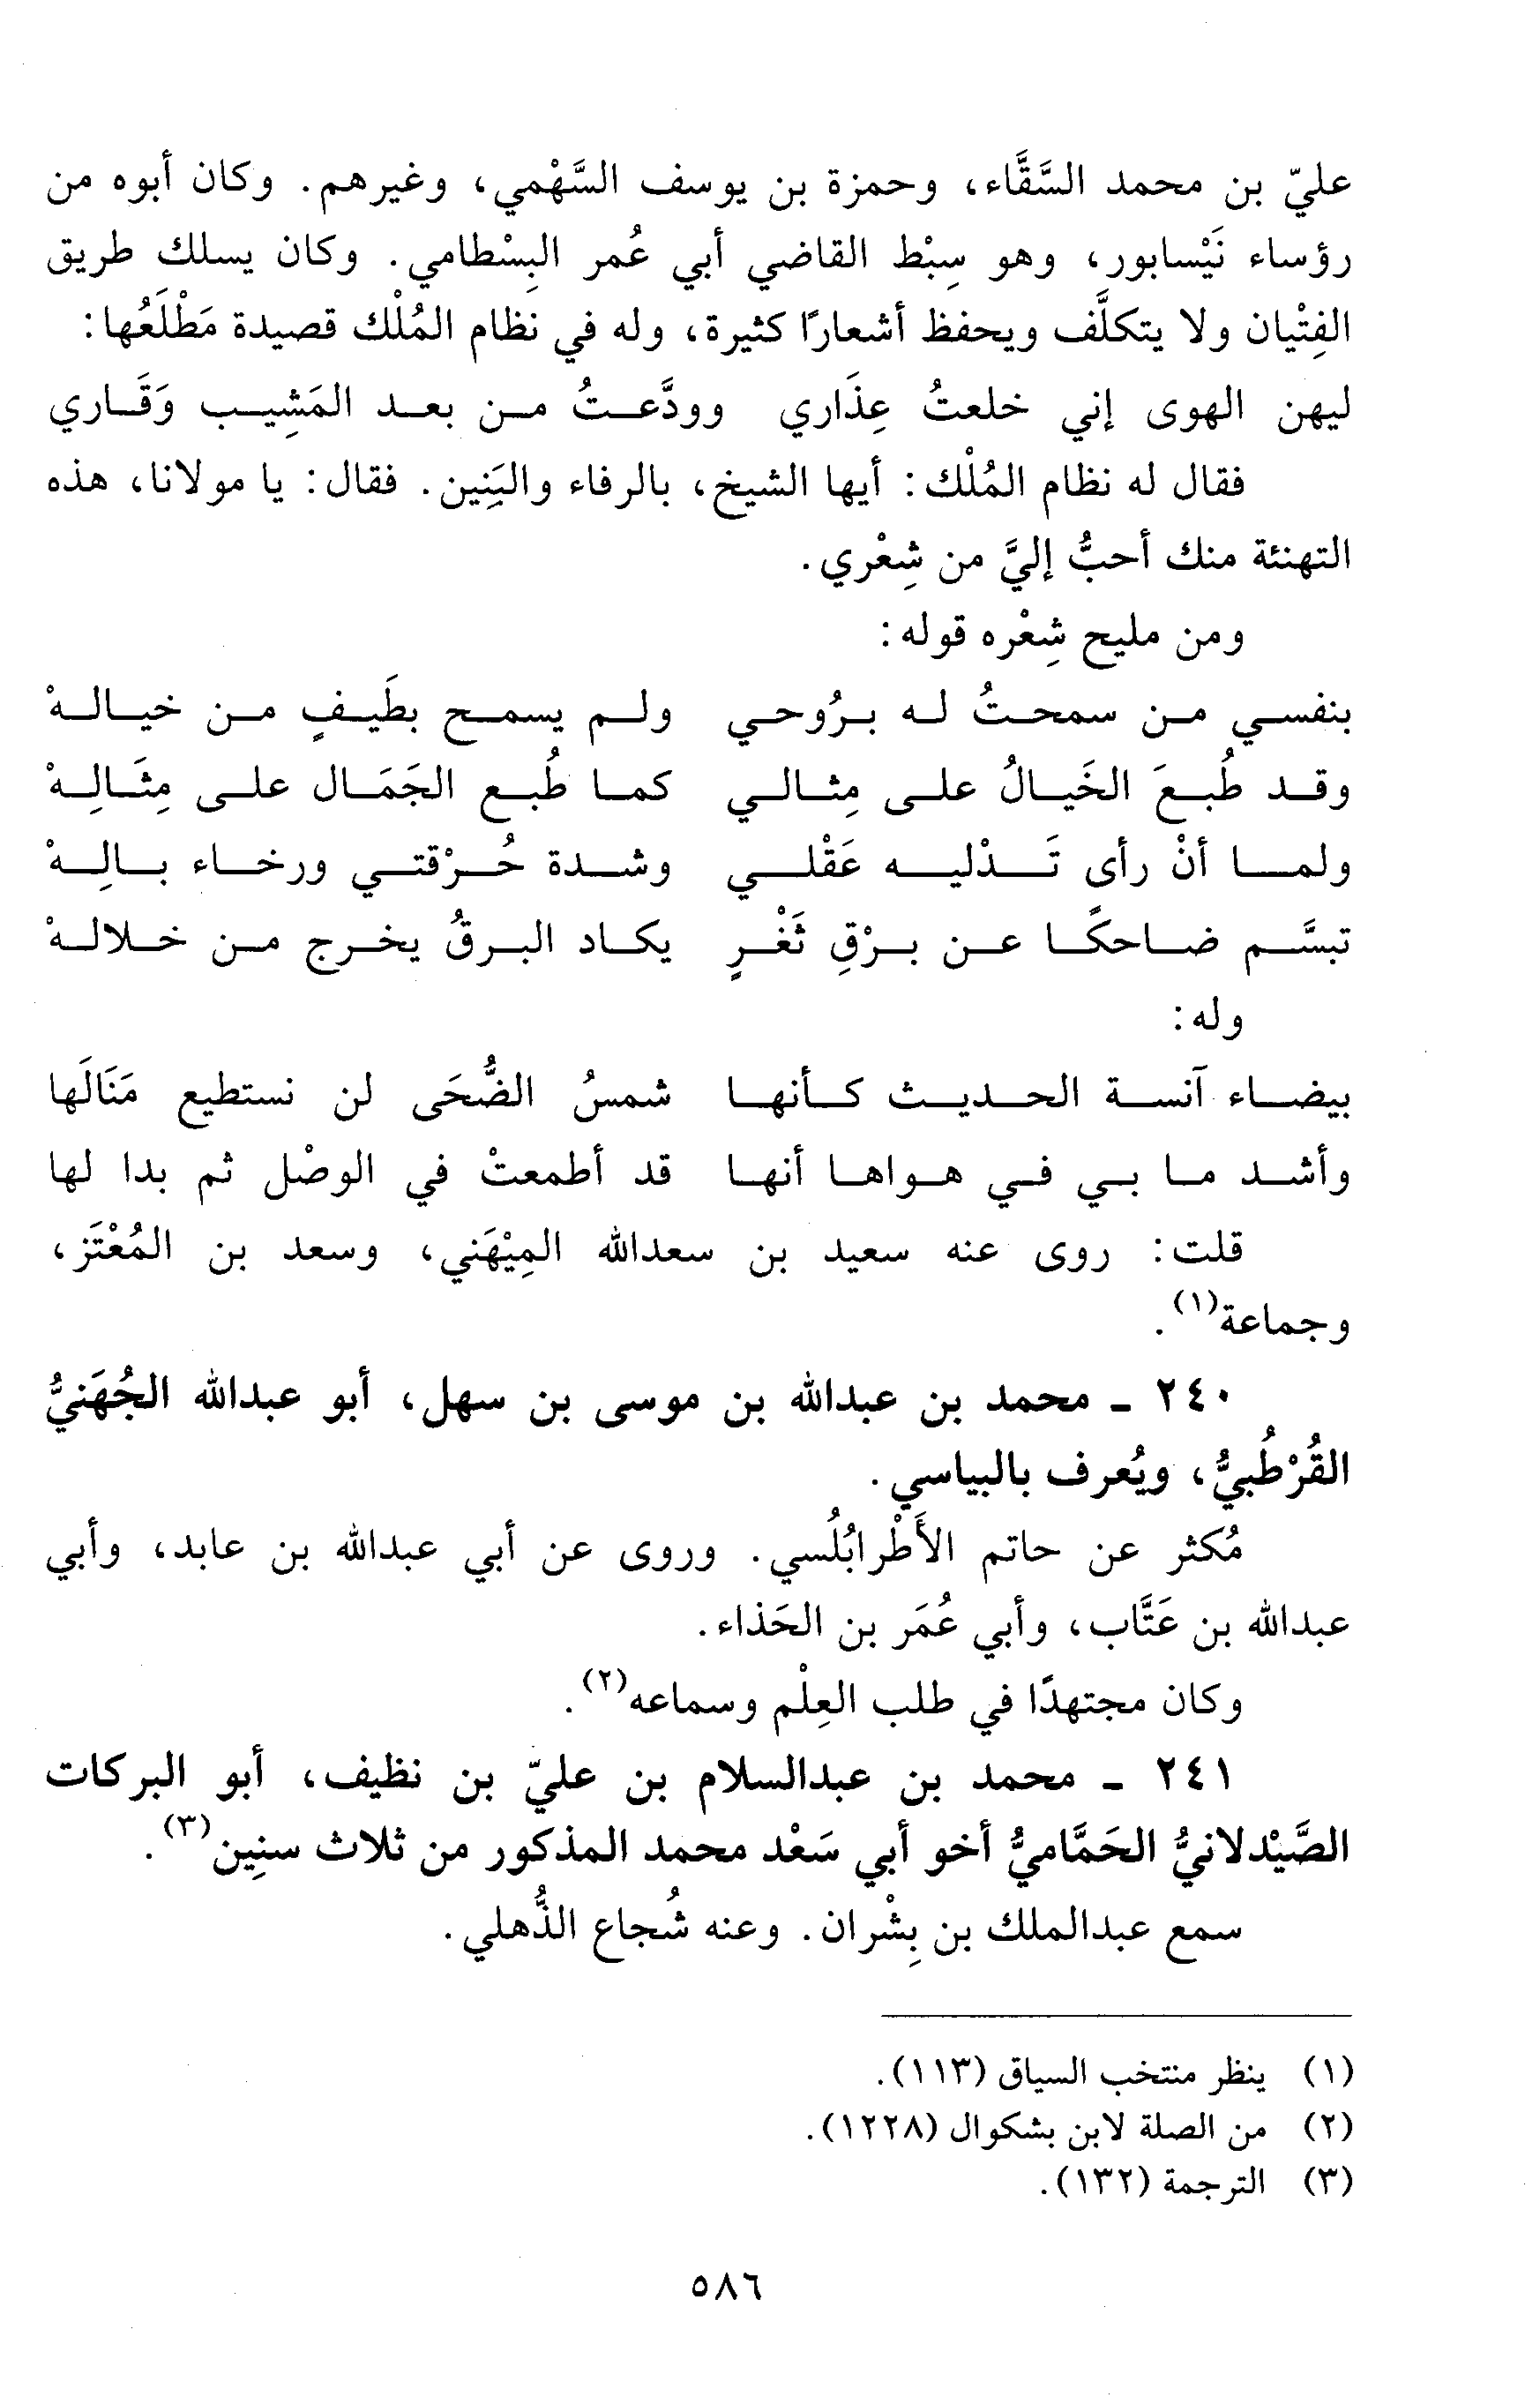 عليّ بن محمد السَّقَّاء، وحمزة بن يوسف السَّهْمي، وغيرهم. وكان أبوه من
رؤساء نَيْسابور، وهو سِبْط القاضي أبي عُمر البِسْطامي. وكان يسلك طريق
الفِتْيان ولا يتكلَّف ويحفظ أشعارًا كثيرة، وله في نظام المُلْك قصيدة مَطْلَعُها:
ليهن الهوى إني خلعتُ عِذَاري وودَّعتُ من بعد المَشِيب وَقَاري
فقال له نظام المُلْك: أيها الشيخ، بالرفاء والبَنِين. فقال: يا مولانا، هذه
التهنئة منك أحبُّ إليَّ من شِعْري.
ومن مليح شِعْره قوله:
بنفسي من سمحتُ له برُوحي ولم يسمح بطَيفٍ من خيالهْ
وقد طُبعَ الخَيالُ على مِثالي كما طُبع الجَمَال على مِثَالِهْ
ولما أنْ رأى تَذْليه عَقْلي وشدة حُرْقتي ورخاء بالِهْ
تبسَّم ضاحكًا عن برْقِ ثَغْرٍ يكاد البرقُ يخرج من خلالهْ
وله:
بيضاء آنسة الحديث كأنها شمسُ الضُّحَى لن نستطيع مَنَالَها
وأشد ما بي في هواها أنها قد أطمعتْ في الوصْل ثم بدا لها
قلت: روى عنه سعيد بن سعدالله المِيْهَني، وسعد بن المُعْتَز،
وجماعة(١).
٢٤٠ - محمد بن عبدالله بن موسى بن سهل، أبو عبدالله الجُهَنيُّ
القُرْطُبيُّ، ويُعرف بالبياسي.
مُكثر عن حاتم الأَطْرابُلُسي. وروى عن أبي عبدالله بن عابد، وأبي
عبدالله بن عَتَّاب، وأبي عُمَر بن الحَذاء.
وكان مجتهدًا في طلب العِلْم وسماعه(٢).
٢٤١ - محمد بن عبدالسلام بن عليّ بن نظيف، أبو البركات
الصَّيْدلانيُّ الحَمَّاميُّ أخو أبي سَعْد محمد المذكور من ثلاث سنِين(٣).
سمع عبدالملك بن بِشْران. وعنه شُجاع الذُّهلي.
(١) ينظر منتخب السياق (١١٣).
(٢) من الصلة لابن بشكوال (١٢٢٨).
(٣) الترجمة (١٣٢).
٥٨٦